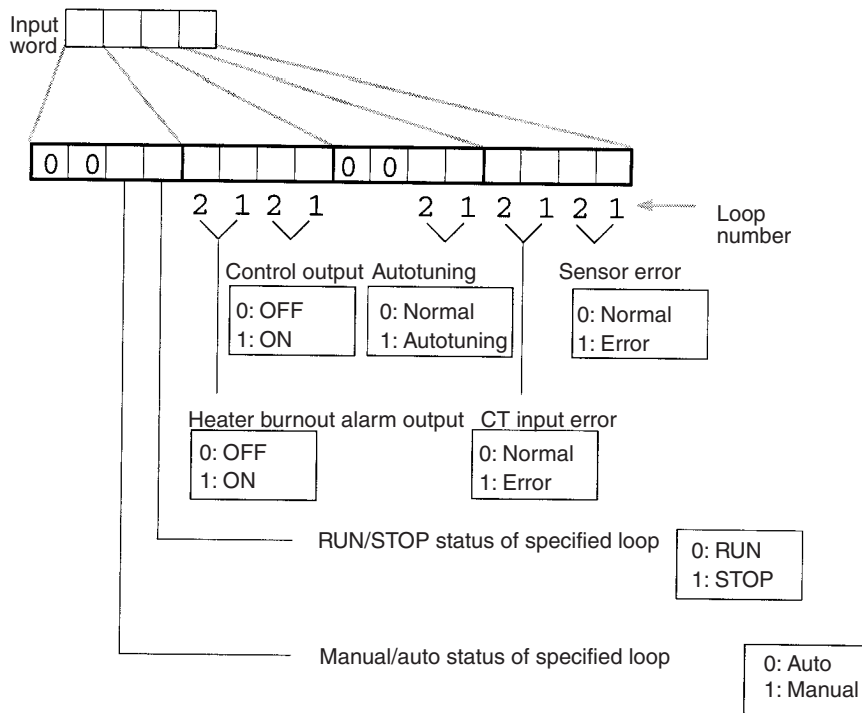 Input
word
0 0 0 0
2 1 2 1 2 1 2 1 2 1
Loop
number
Control output Autotuning Sensor error
0: OFF 0: Normal 0: Normal
1: ON 1: Autotuning 1: Error
Heater burnout alarm output CT input error
0: OFF 0: Normal
1: ON 1: Error
RUN/STOP status of specified loop
0: RUN
1: STOP
Manual/auto status of specified loop
0: Auto
1: Manual